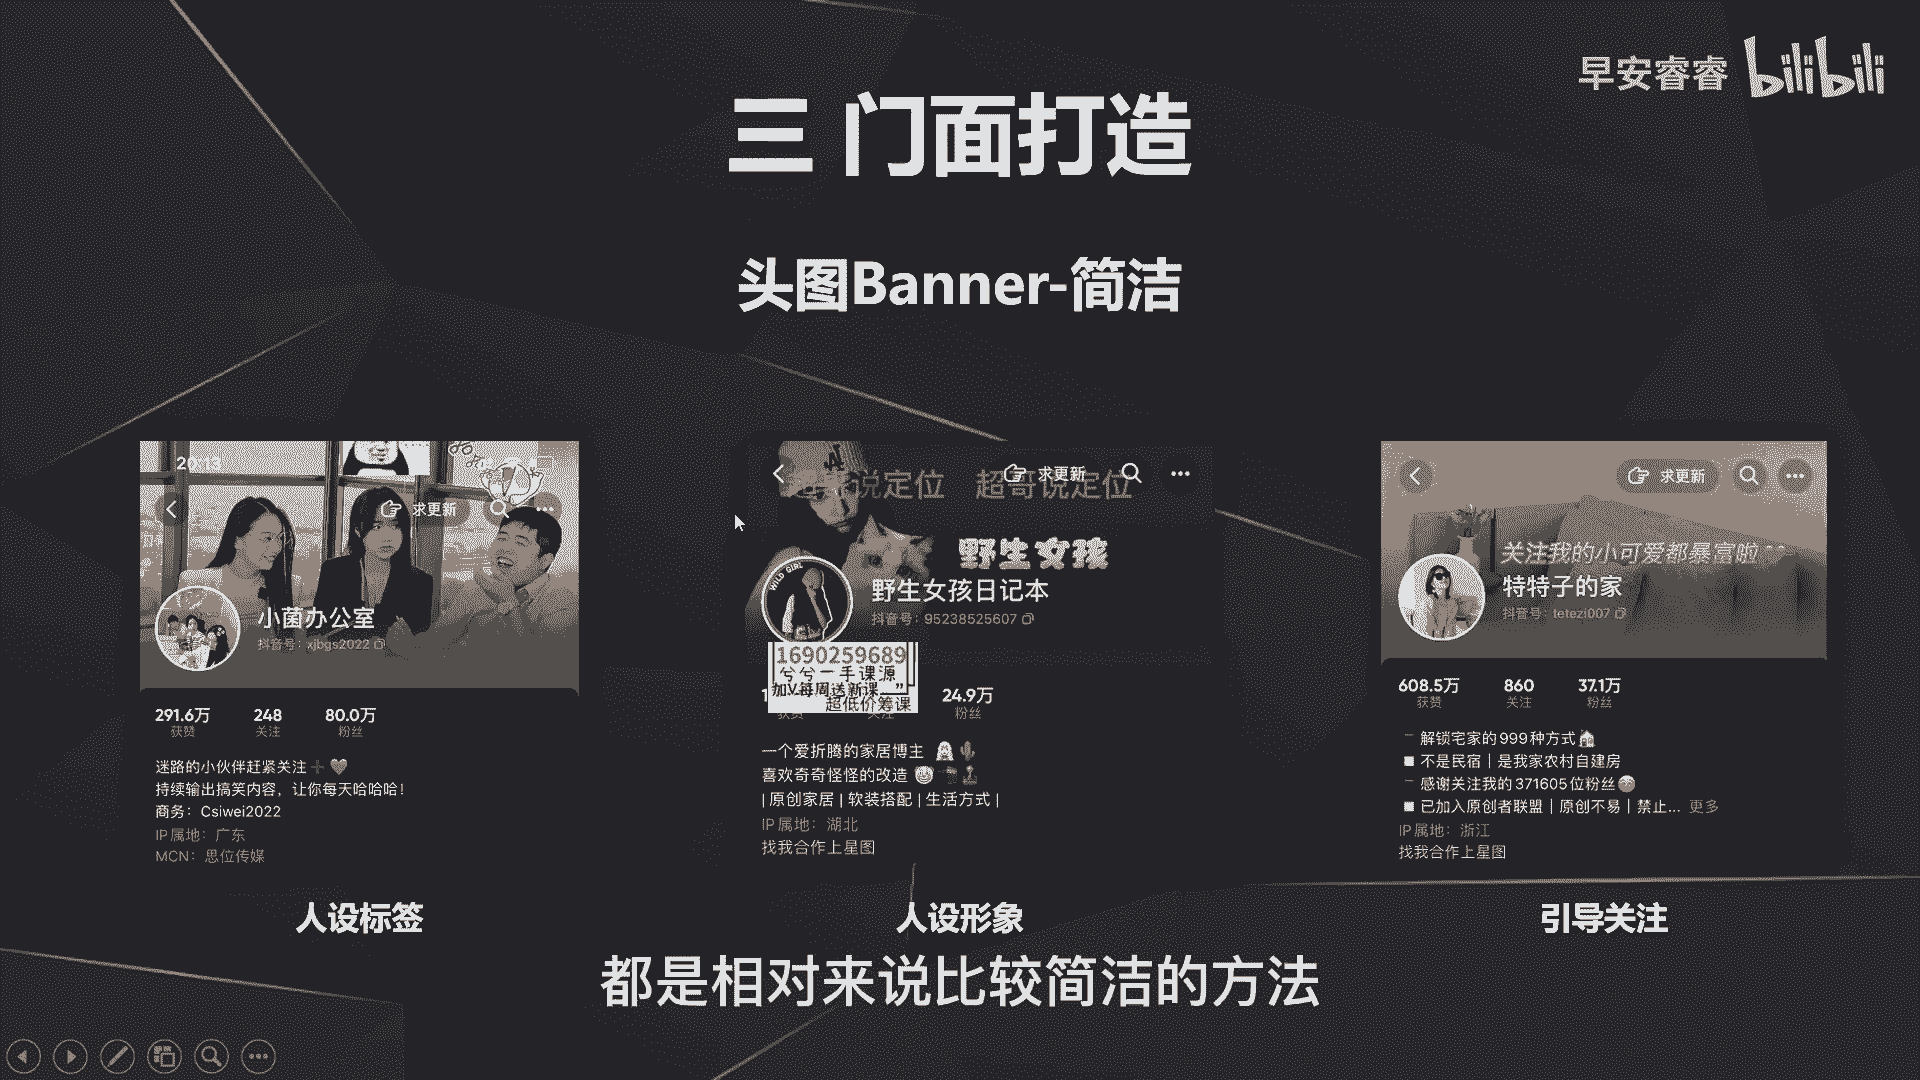 早安睿睿 bilibili
三 门面打造
头图Banner-简洁
20:13
求更新
小菌办公室
抖音号：xjbgs2022
291.6万 248 80.0万
获赞 关注 粉丝
迷路的小伙伴赶紧关注
持续输出搞笑内容，让你每天哈哈哈！
商务：Csiwei2022
IP属地：广东
MCN：思位传媒
人设标签
求更新
说定位 超哥说定位
野生女孩
WILD GIRL
野生女孩日记本
抖音号：95238525607
1690259689
兮兮一手课源
加V每周送新课
超低价筹课
24.9万
获赞 关注 粉丝
一个爱折腾的家居博主
喜欢奇奇怪怪的改造
| 原创家居 | 软装搭配 | 生活方式 |
IP属地：湖北
找我合作上星图
人设形象
求更新
关注我的小可爱都暴富啦~~
特特子的家
抖音号：tetezi007
608.5万 860 37.1万
获赞 关注 粉丝
解锁宅家的999种方式
不是民宿｜是我家农村自建房
感谢关注我的371605位粉丝
已加入原创者联盟｜原创不易｜禁止... 更多
IP属地：浙江
找我合作上星图
引导关注
都是相对来说比较简洁的方法